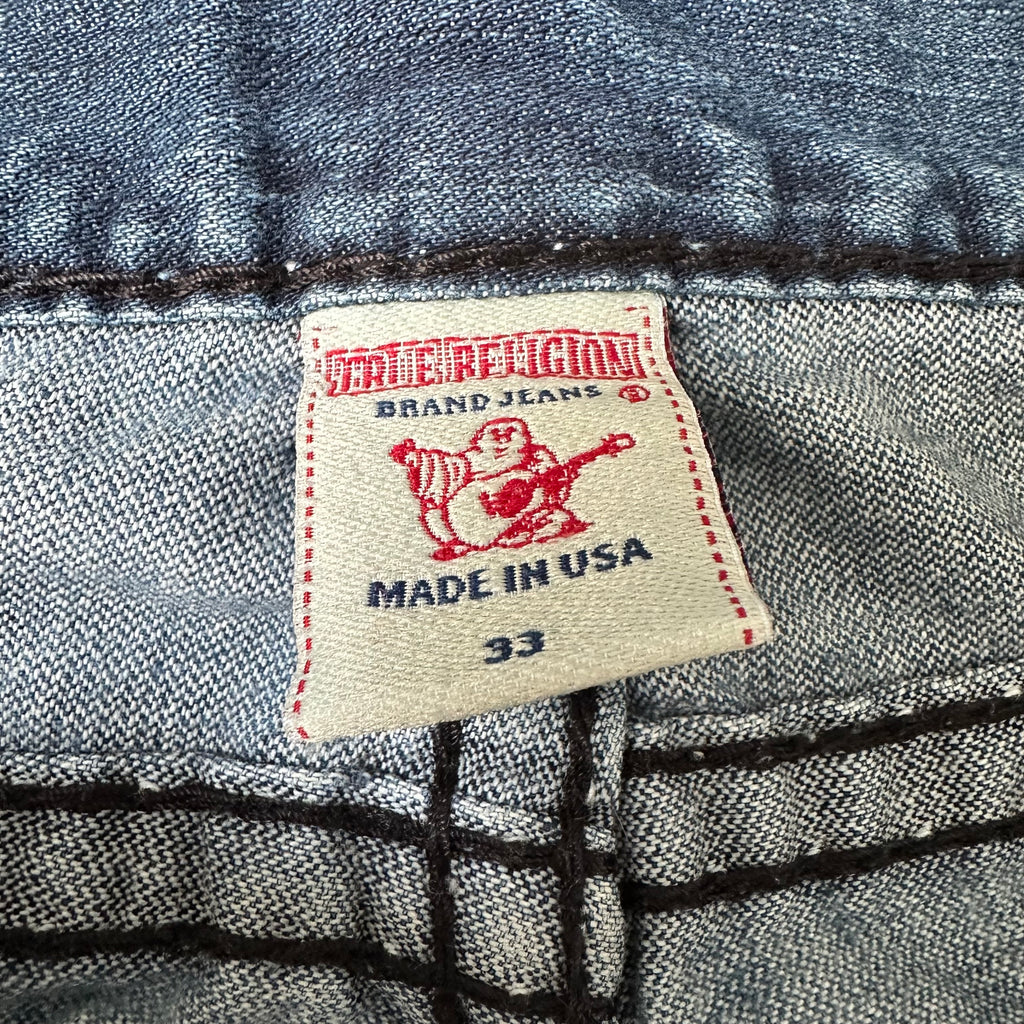 TRUE RELIGION
BRAND JEANS ®
MADE IN USA
33